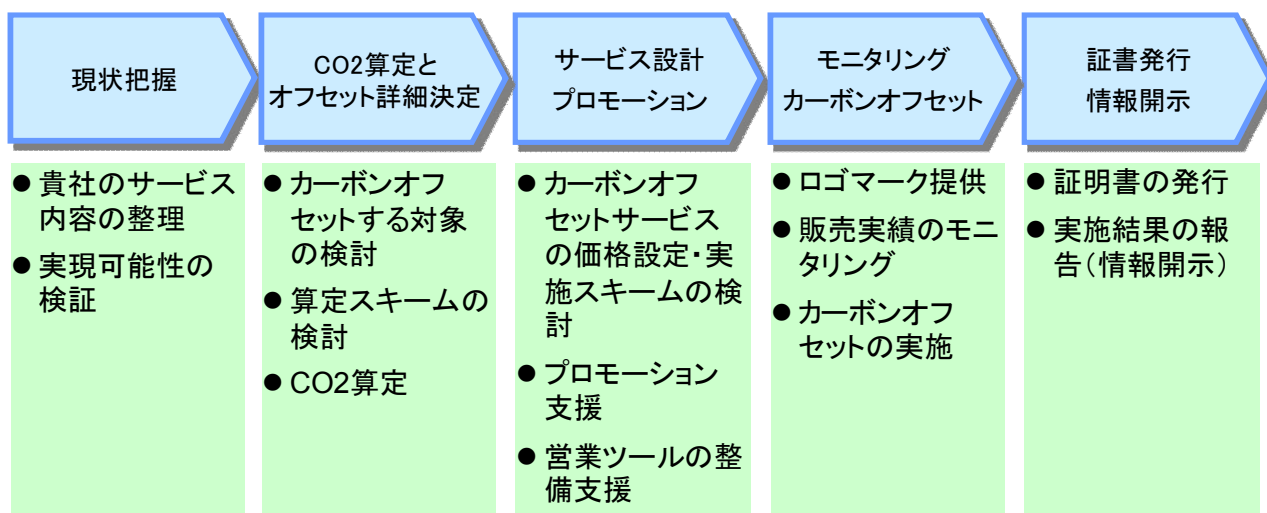 現状把握
CO2算定と
オフセット詳細決定
サービス設計
プロモーション
モニタリング
カーボンオフセット
証書発行
情報開示
● 貴社のサービス
内容の整理
● 実現可能性の
検証
● カーボンオフ
セットする対象
の検討
● 算定スキームの
検討
● CO2算定
● カーボンオフ
セットサービス
の価格設定・実
施スキームの検
討
● プロモーション
支援
● 営業ツールの整
備支援
● ロゴマーク提供
● 販売実績のモニ
タリング
● カーボンオフ
セットの実施
● 証明書の発行
● 実施結果の報
告(情報開示)